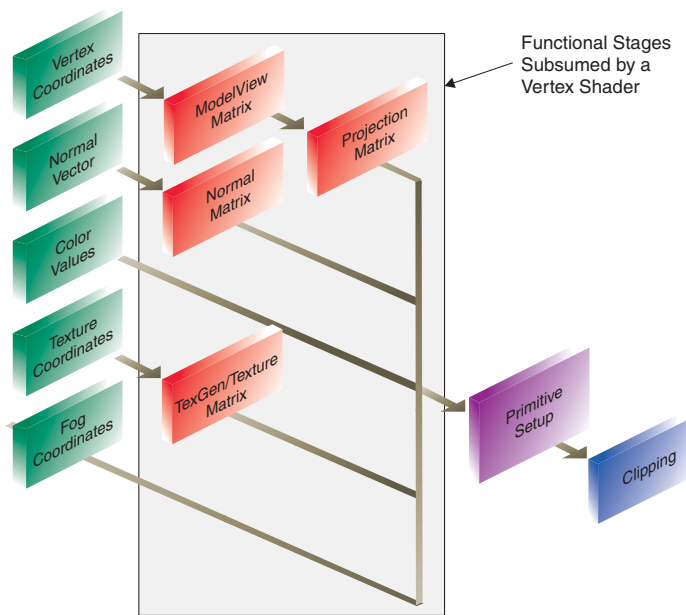 Functional Stages
Subsumed by a
Vertex Shader
Vertex
Coordinates
ModelView
Matrix
Projection
Matrix
Normal
Vector
Normal
Matrix
Color
Values
Texture
Coordinates
TexGen/Texture
Matrix
Fog
Coordinates
Primitive
Setup
Clipping